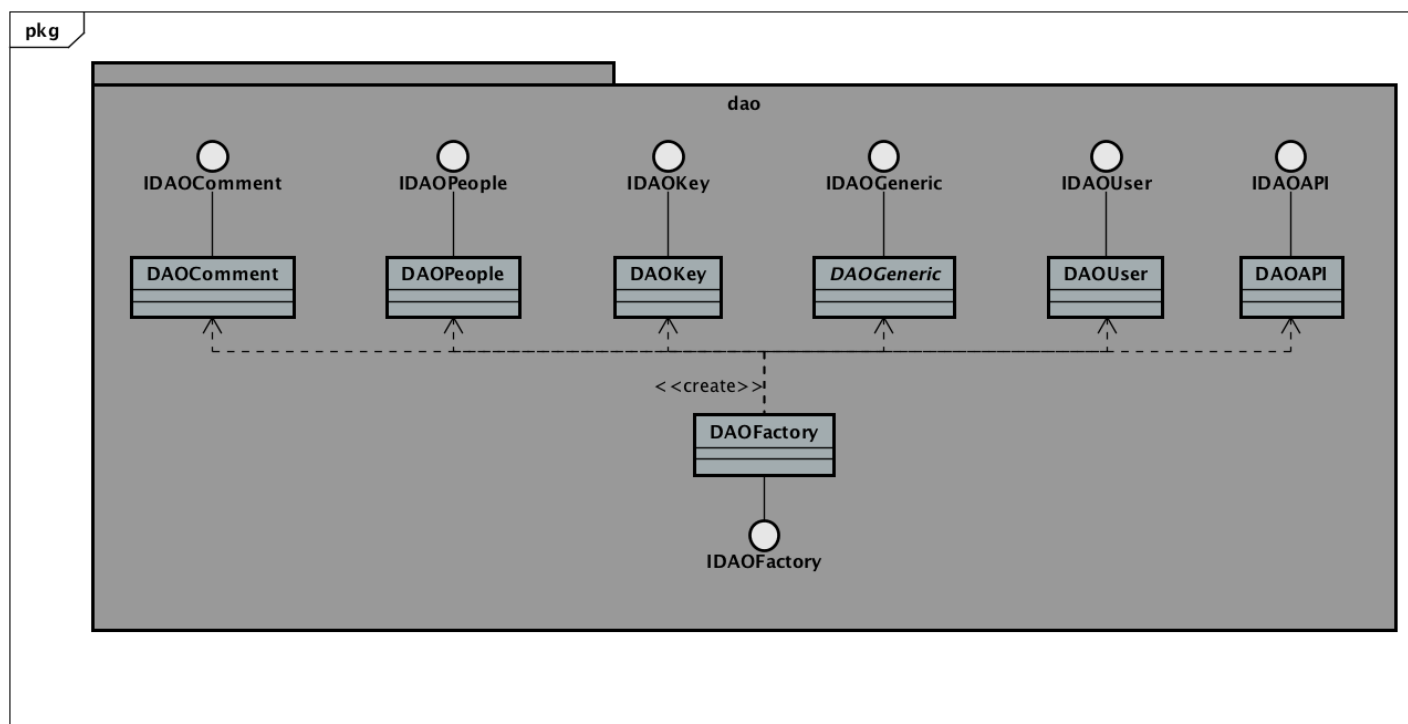 pkg
dao
IDAOComment
IDAOPeople
IDAOKey
IDAOGeneric
IDAOUser
IDAOAPI
DAOComment
DAOPeople
DAOKey
DAOGeneric
DAOUser
DAOAPI
<<create>>
DAOFactory
IDAOFactory